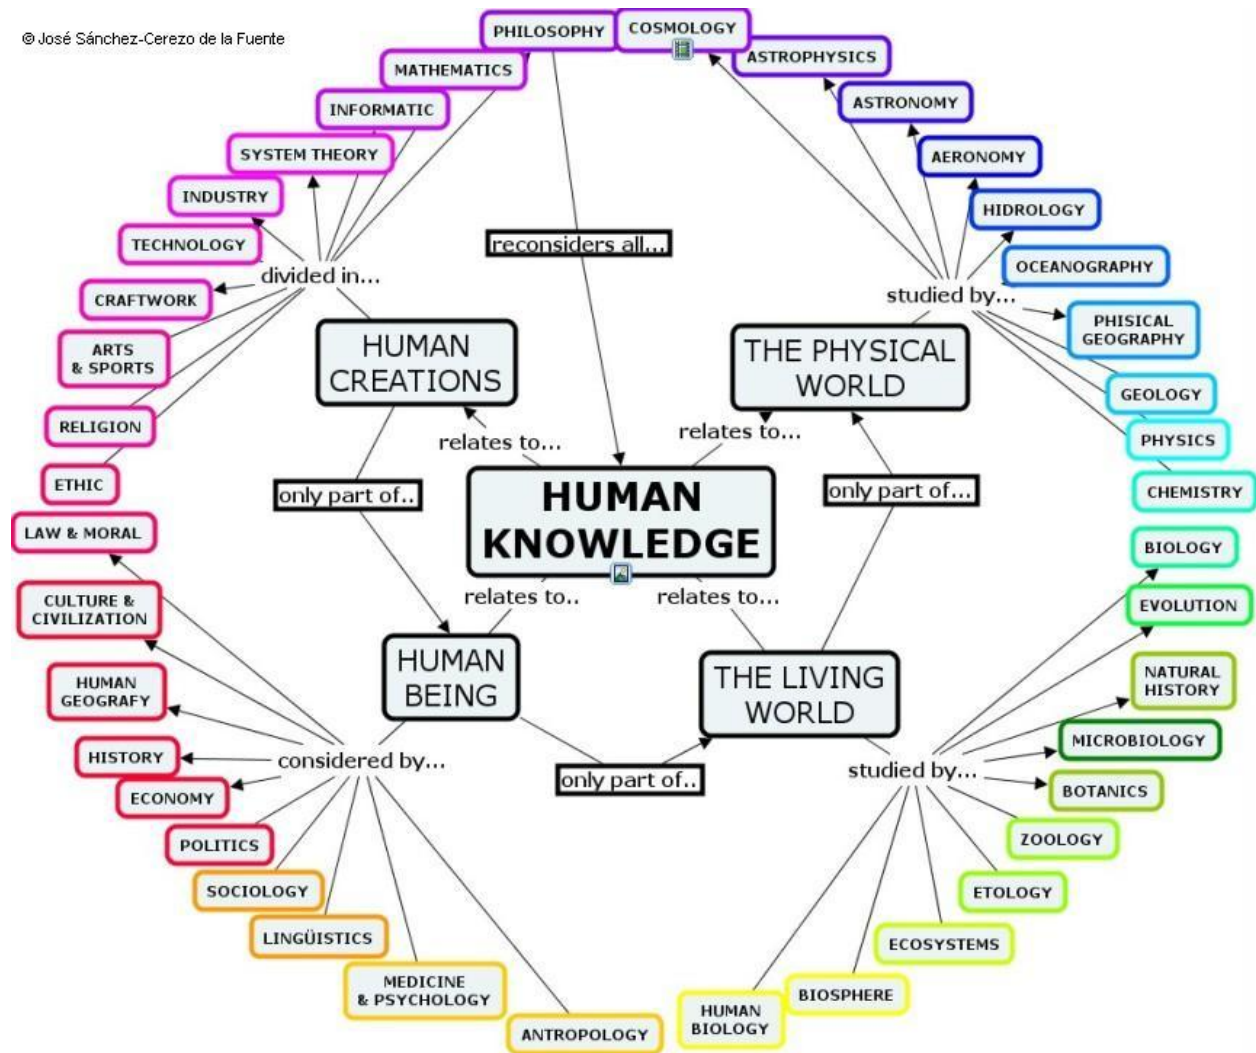 © José Sánchez-Cerezo de la Fuente
PHILOSOPHY
COSMOLOGY
ASTROPHYSICS
MATHEMATICS
ASTRONOMY
INFORMATIC
SYSTEM THEORY
AERONOMY
INDUSTRY
HIDROLOGY
TECHNOLOGY
reconsiders all...
OCEANOGRAPHY
divided in...
studied by...
CRAFTWORK
PHISICAL
GEOGRAPHY
ARTS
& SPORTS
HUMAN
CREATIONS
THE PHYSICAL
WORLD
GEOLOGY
RELIGION
relates to...
relates to...
PHYSICS
ETHIC
only part of..
HUMAN
KNOWLEDGE
only part of...
CHEMISTRY
LAW & MORAL
BIOLOGY
CULTURE &
CIVILIZATION
relates to..
relates to...
EVOLUTION
HUMAN
GEOGRAFY
HUMAN
BEING
THE LIVING
WORLD
NATURAL
HISTORY
HISTORY
considered by...
only part of..
studied by...
MICROBIOLOGY
ECONOMY
BOTANICS
POLITICS
ZOOLOGY
SOCIOLOGY
ETOLOGY
LINGÜISTICS
ECOSYSTEMS
MEDICINE
& PSYCHOLOGY
BIOSPHERE
ANTROPOLOGY
HUMAN
BIOLOGY